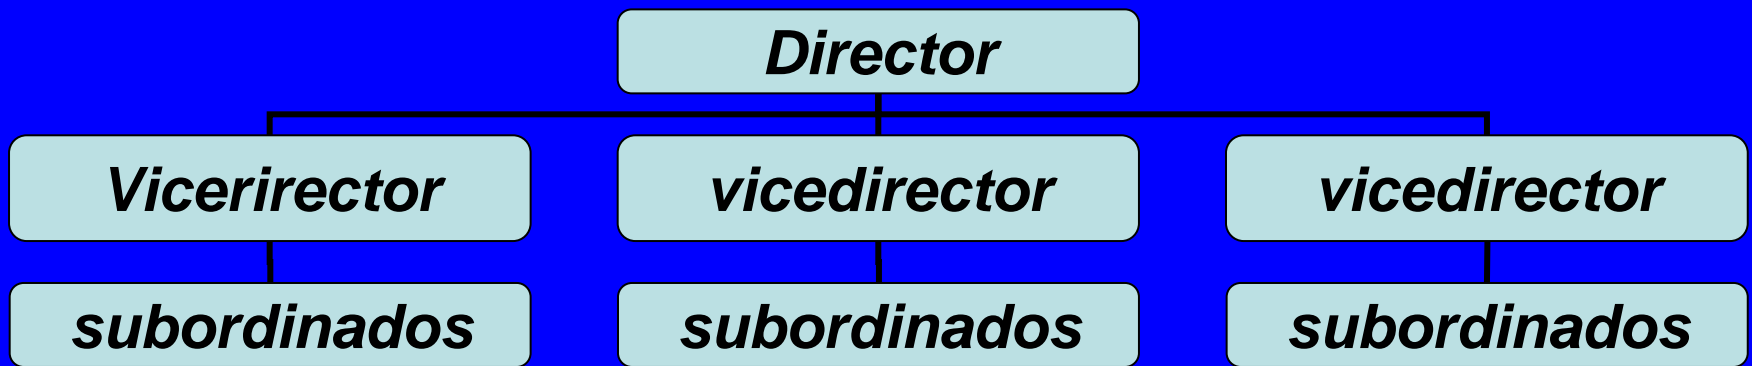 Director
Vicerirector
vicedirector
vicedirector
subordinados
subordinados
subordinados